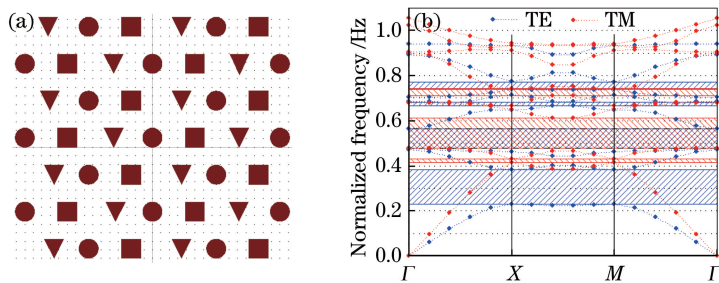 (a)
(b)
TE
TM
Normalized frequency /Hz
1.0
0.8
0.6
0.4
0.2
0.0
Γ
X
M
Γ